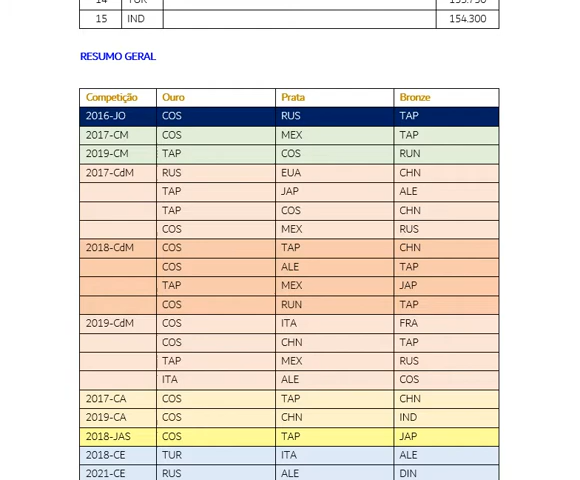 14 TUR 155.750
15 IND 154.300
RESUMO GERAL
Competição Ouro Prata Bronze
2016-JO COS RUS TAP
2017-CM COS MEX TAP
2019-CM TAP COS RUN
2017-CdM RUS EUA CHN
TAP JAP ALE
TAP COS CHN
COS MEX RUS
2018-CdM COS TAP CHN
COS ALE TAP
TAP MEX JAP
COS RUN TAP
2019-CdM COS ITA FRA
COS CHN TAP
TAP MEX RUS
ITA ALE COS
2017-CA COS TAP CHN
2019-CA COS CHN IND
2018-JAS COS TAP JAP
2018-CE TUR ITA ALE
2021-CE RUS ALE DIN